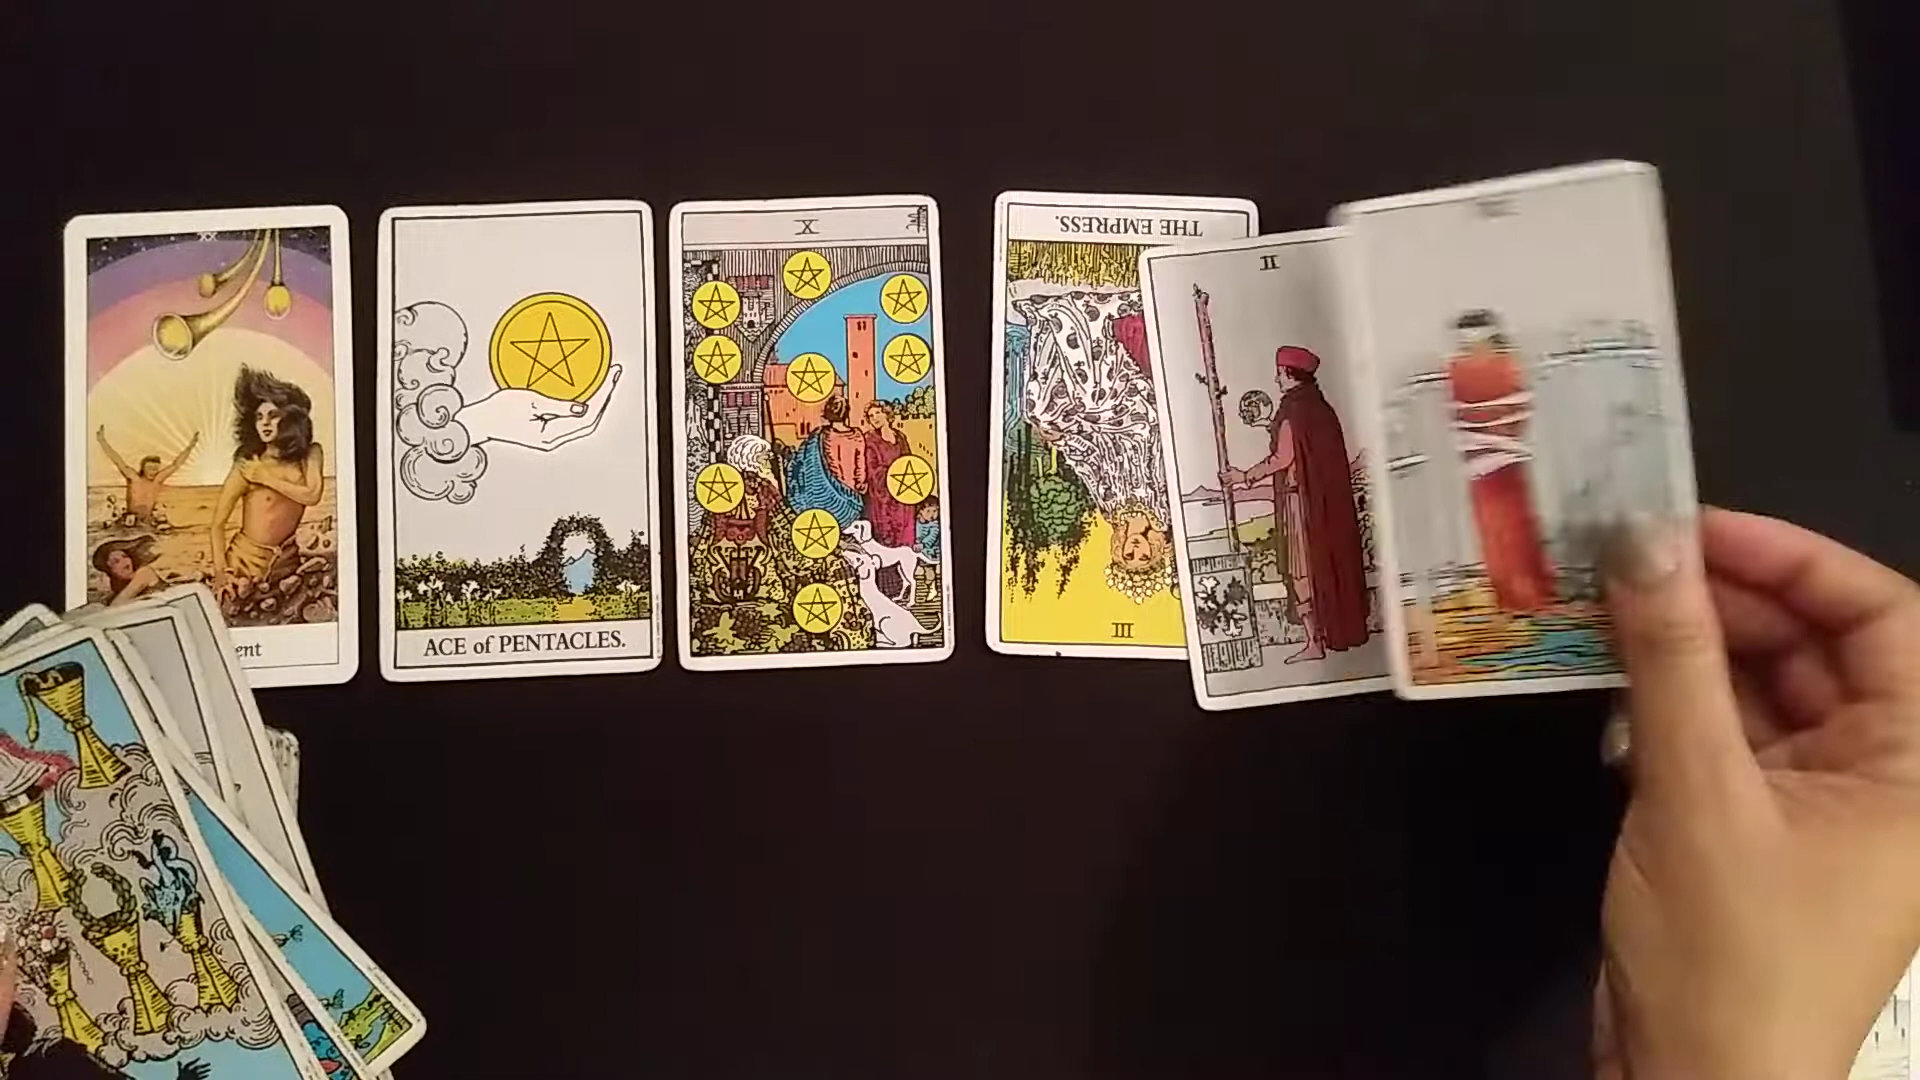 XX
ent
ACE of PENTACLES.
X
THE EMPRESS.
III
II